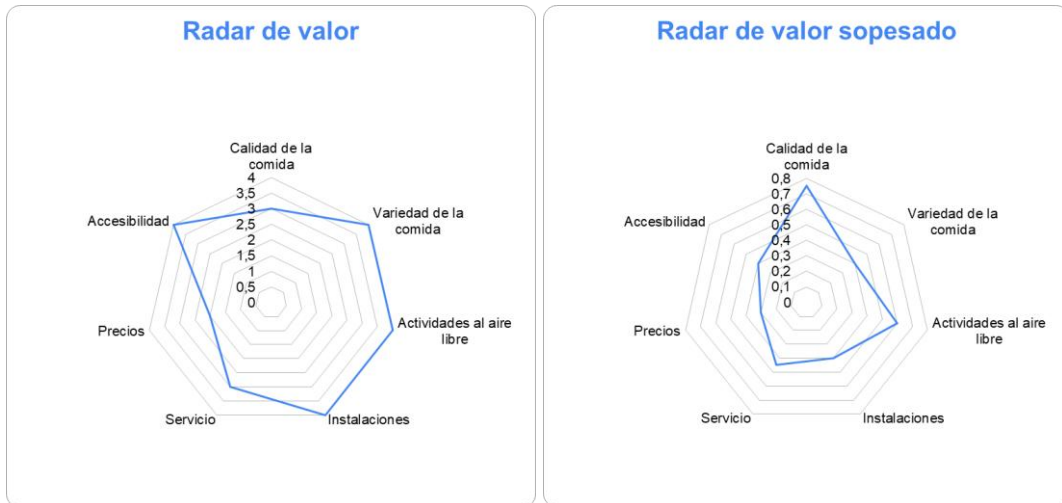 Radar de valor
Calidad de la
comida
4
3,5
3
2,5
2
1,5
1
0,5
0
Variedad de la
comida
Actividades al aire
libre
Instalaciones
Servicio
Precios
Accesibilidad
Radar de valor sopesado
Calidad de la
comida
0,8
0,7
0,6
0,5
0,4
0,3
0,2
0,1
0
Variedad de la
comida
Actividades al aire
libre
Instalaciones
Servicio
Precios
Accesibilidad